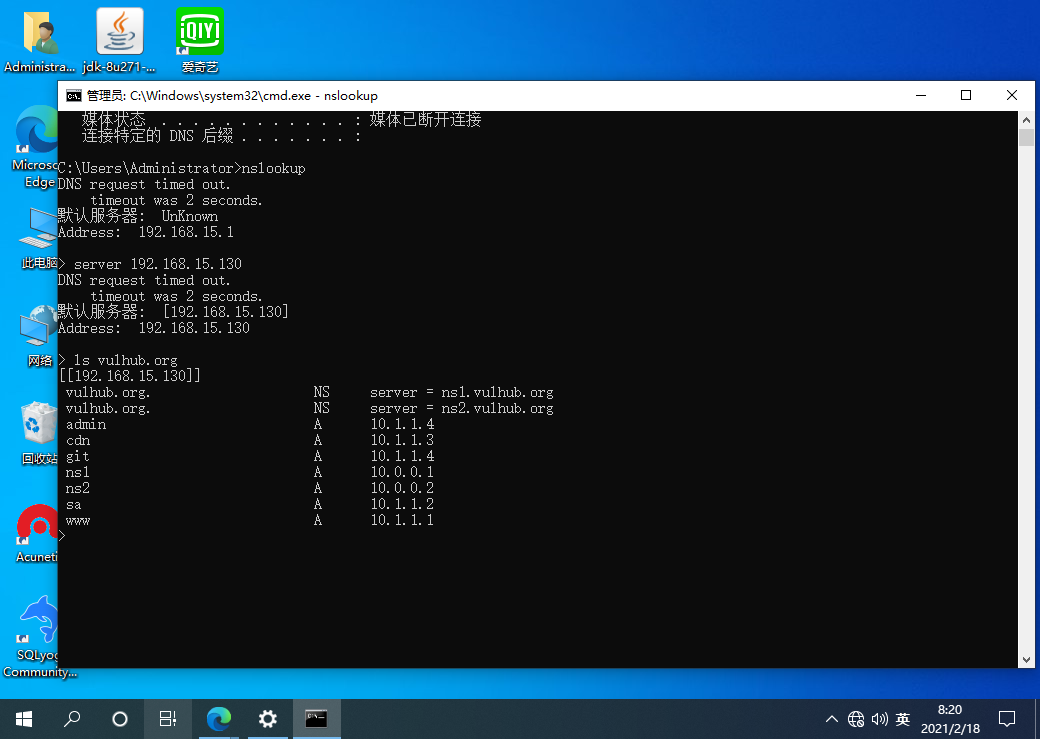 Administra...
jdk-8u271-...
iQIYI
爱奇艺
管理员: C:\Windows\system32\cmd.exe - nslookup
媒体状态 . . . . . . . . . . . . : 媒体已断开连接
连接特定的 DNS 后缀 . . . . . . . :
C:\Users\Administrator>nslookup
DNS request timed out.
timeout was 2 seconds.
默认服务器: UnKnown
Address: 192.168.15.1
> server 192.168.15.130
DNS request timed out.
timeout was 2 seconds.
默认服务器: [192.168.15.130]
Address: 192.168.15.130
> ls vulhub.org
[[192.168.15.130]]
vulhub.org. NS server = ns1.vulhub.org
vulhub.org. NS server = ns2.vulhub.org
admin A 10.1.1.4
cdn A 10.1.1.3
git A 10.1.1.4
ns1 A 10.0.0.1
ns2 A 10.0.0.2
sa A 10.1.1.2
www A 10.1.1.1
>
Microso
Edge
此电脑
网络
回收站
Acuneti
SQLyog
Community...
英
8:20
2021/2/18